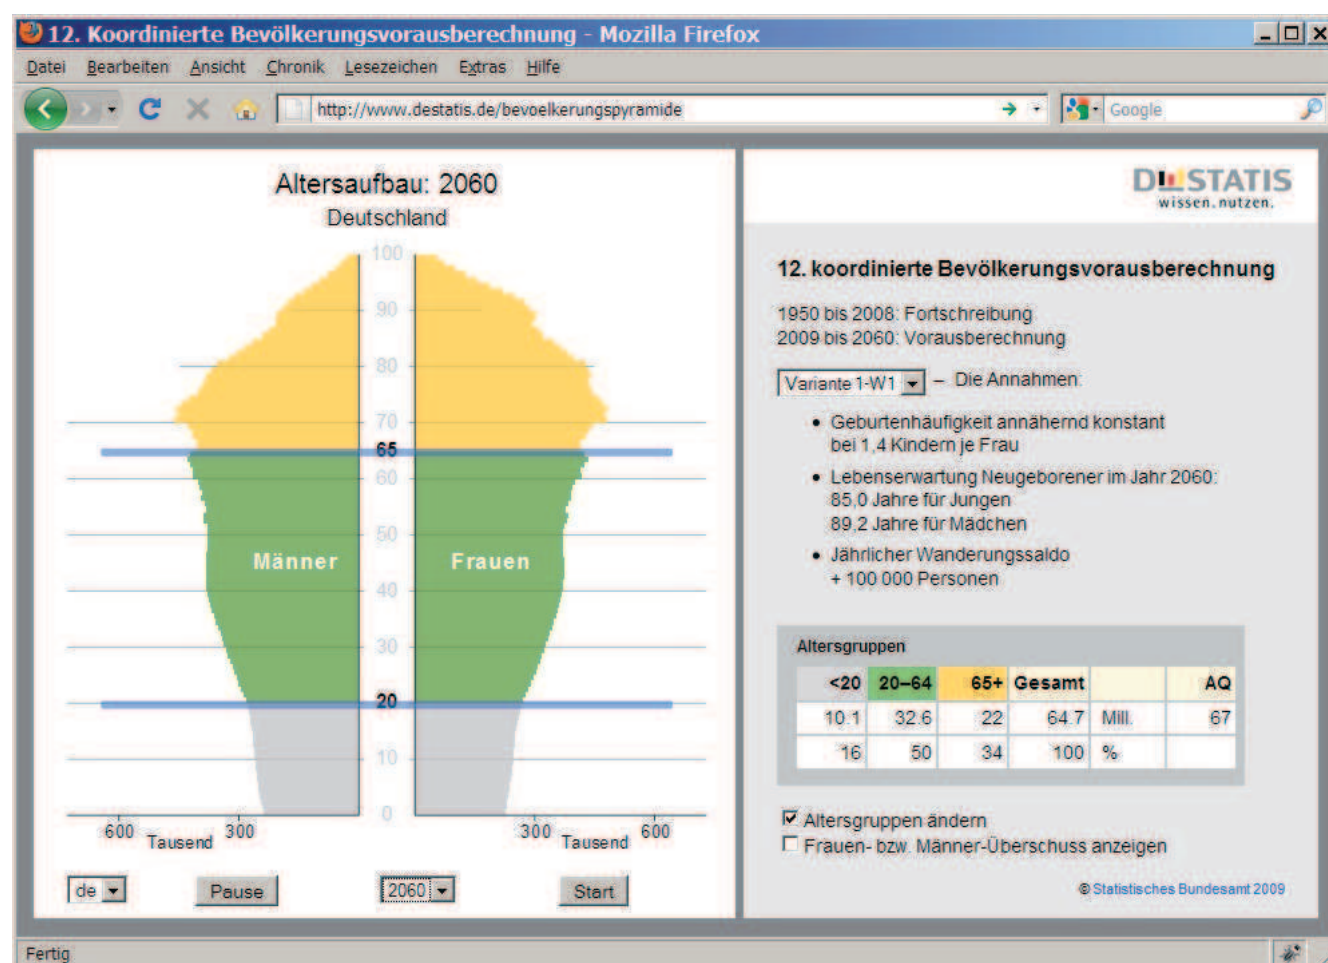 12. Koordinierte Bevölkerungsvorausberechnung - Mozilla Firefox
Datei Bearbeiten Ansicht Chronik Lesezeichen Extras Hilfe
http://www.destatis.de/bevoelkerungspyramide
Google
Altersaufbau: 2060
Deutschland
100
90
80
70
65
60
50
Männer
Frauen
40
30
20
10
0
600 300 300 600
Tausend Tausend
de Pause 2060 Start
DESTATIS
wissen.nutzen.
12. koordinierte Bevölkerungsvorausberechnung
1950 bis 2008: Fortschreibung
2009 bis 2060: Vorausberechnung
Variante 1-W1 – Die Annahmen:
• Geburtenhäufigkeit annähernd konstant
bei 1,4 Kindern je Frau
• Lebenserwartung Neugeborener im Jahr 2060:
85,0 Jahre für Jungen
89,2 Jahre für Mädchen
• Jährlicher Wanderungssaldo
+ 100 000 Personen
Altersgruppen
<20 20–64 65+ Gesamt AQ
10.1 32.6 22 64.7 Mill. 67
16 50 34 100 %
Altersgruppen ändern
Frauen- bzw. Männer-Überschuss anzeigen
© Statistisches Bundesamt 2009
Fertig